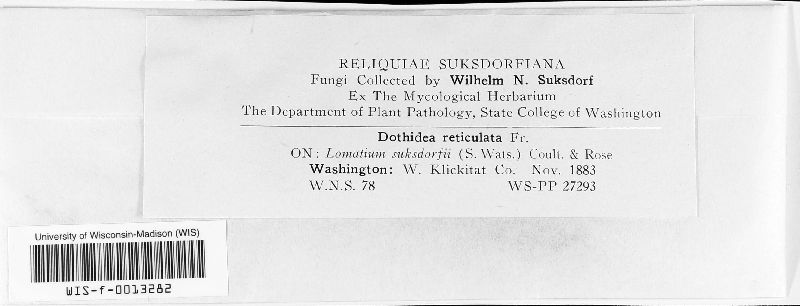 RELIQUIAE SUKSDORFIANA
Fungi Collected by Wilhelm N. Suksdorf
Ex The Mycological Herbarium
The Department of Plant Pathology, State College of Washington
Dothidea reticulata Fr.
ON: Lomatium suksdorfii (S. Wats.) Coult. & Rose
Washington: W. Klickitat Co. Nov. 1883
W.N.S. 78 WS-PP 27293
University of Wisconsin-Madison (WIS)
WIS-f-0013282